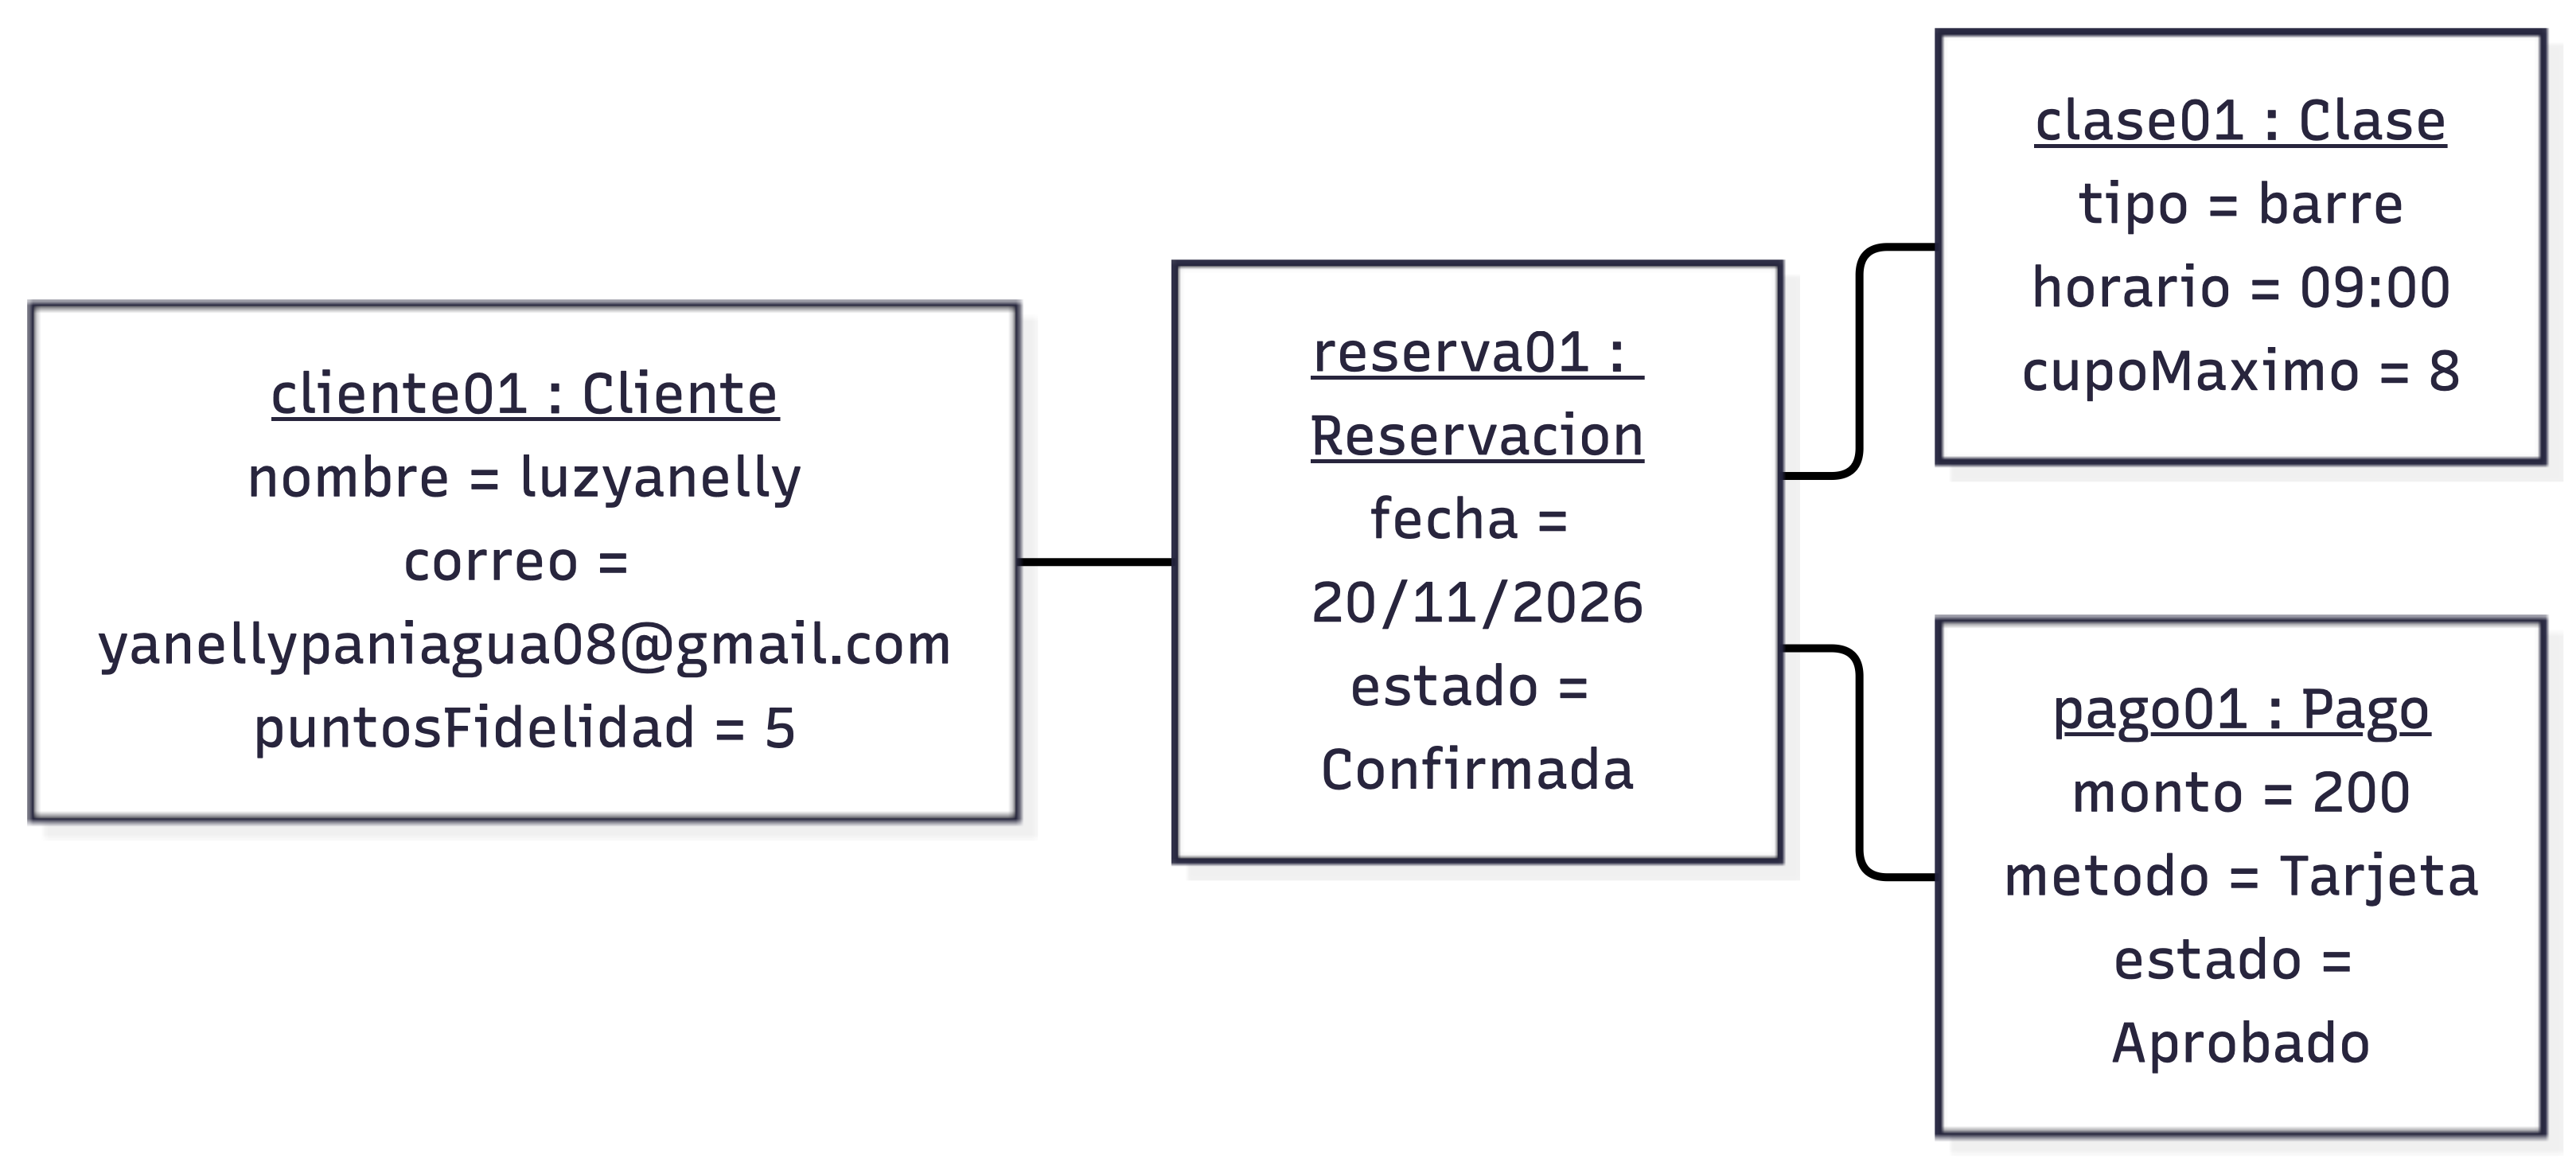 cliente01 : Cliente
nombre = luzyanelly
correo =
yanellypaniagua08@gmail.com
puntosFidelidad = 5
reserva01 :
Reservacion
fecha =
20/11/2026
estado =
Confirmada
clase01 : Clase
tipo = barre
horario = 09:00
cupoMaximo = 8
pago01 : Pago
monto = 200
metodo = Tarjeta
estado =
Aprobado